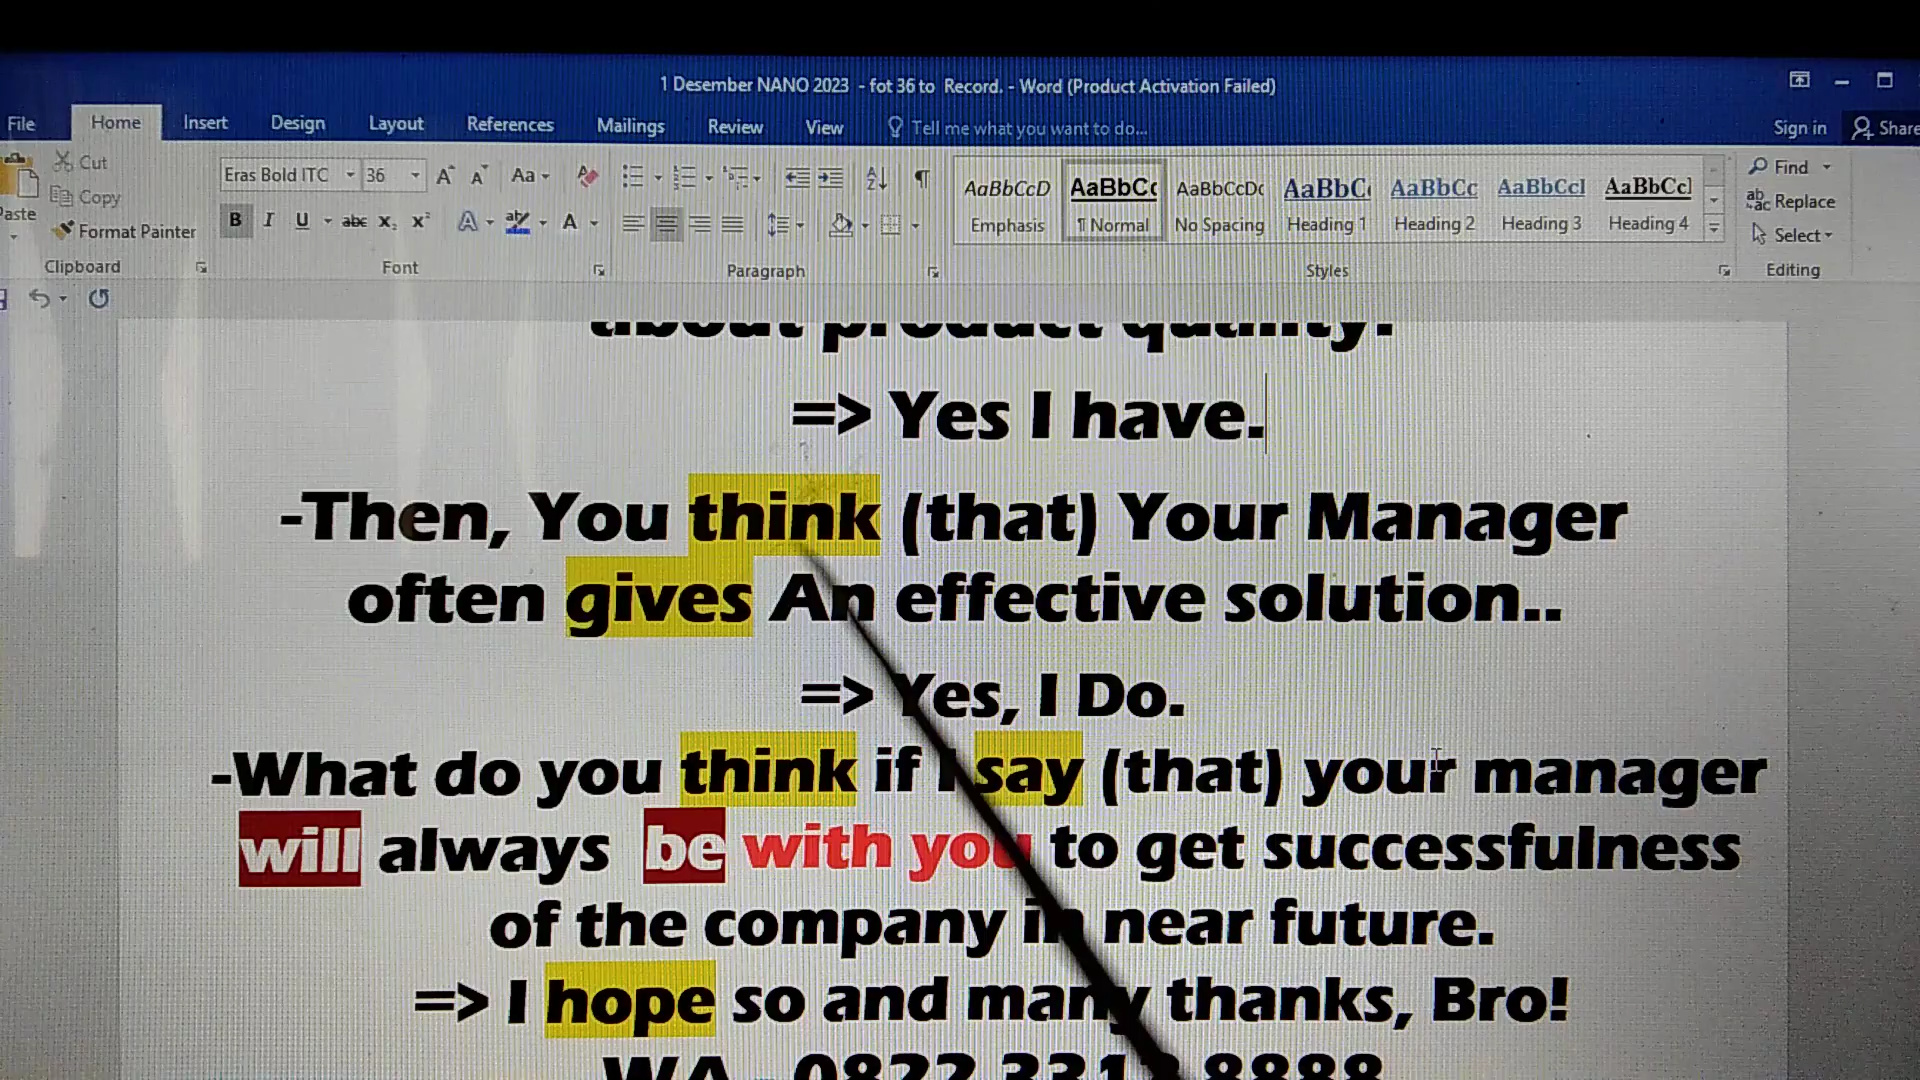 1 Desember NANO 2023 - fot 36 to Record. - Word (Product Activation Failed)
File Home Insert Design Layout References Mailings Review View Tell me what you want to do... Sign in Share
Cut
Copy
Format Painter
Clipboard
Eras Bold ITC 36
Font
Paragraph
AaBbCcD AaBbCc AaBbCcDc AaBbC AaBbCc AaBbCcl AaBbCcl
Emphasis ¶ Normal No Spacing Heading 1 Heading 2 Heading 3 Heading 4
Styles
Find
Replace
Select
Editing
about product quality.
=> Yes I have.
-Then, You think (that) Your Manager
often gives An effective solution..
=> Yes, I Do.
-What do you think if I say (that) your manager
will always be with you to get successfulness
of the company in near future.
=> I hope so and many thanks, Bro!